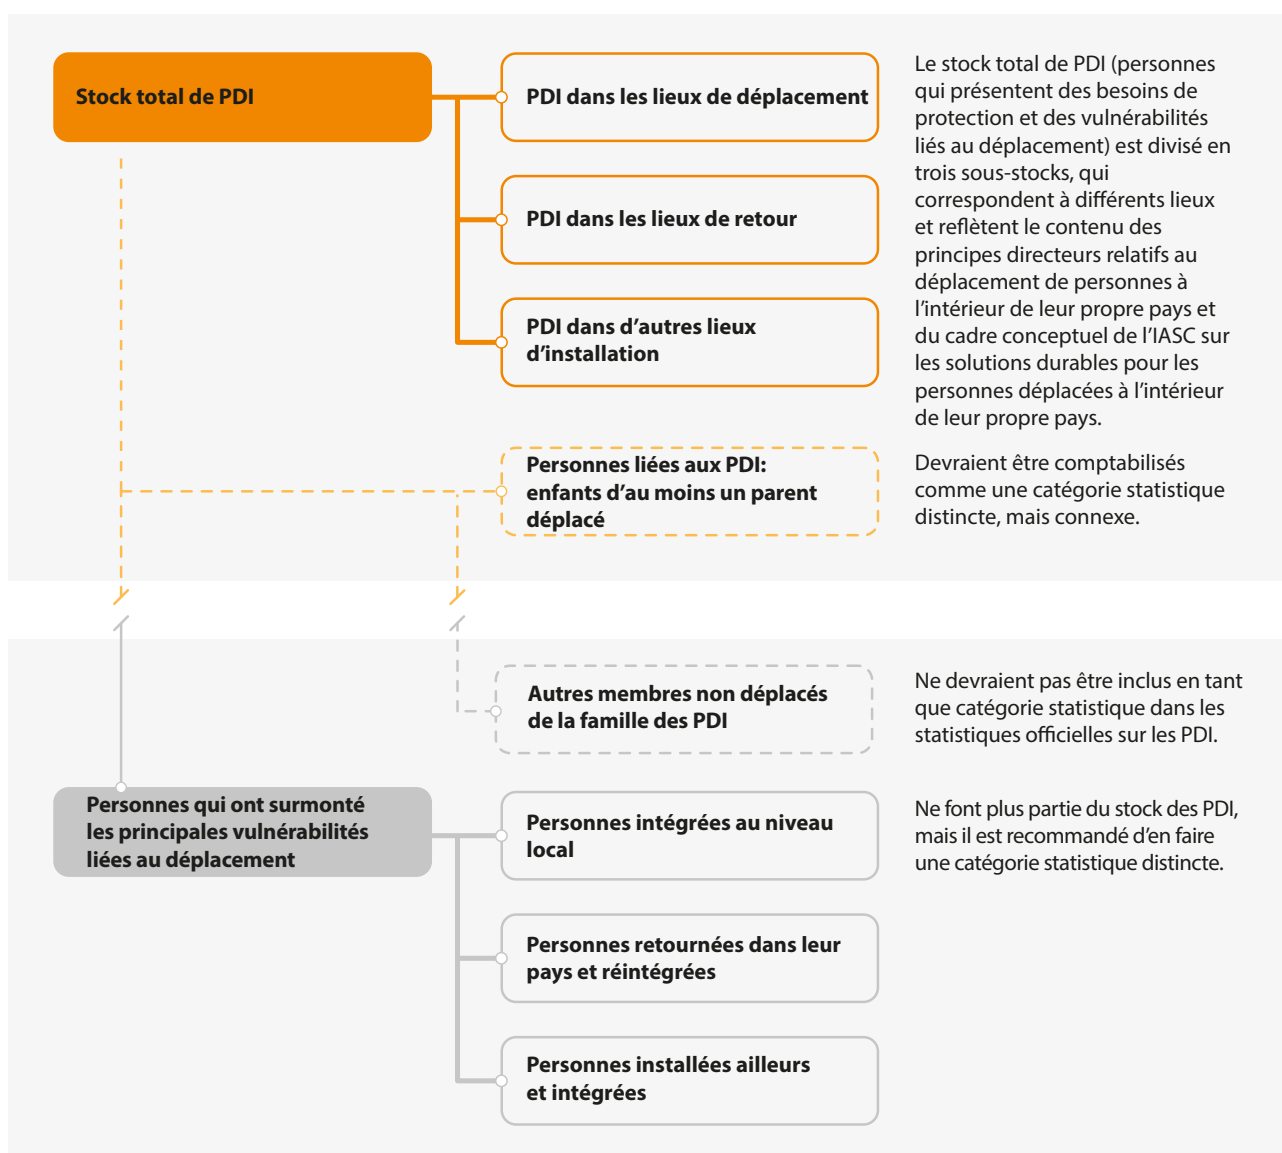 Stock total de PDI
PDI dans les lieux de déplacement
PDI dans les lieux de retour
PDI dans d’autres lieux
d’installation
Le stock total de PDI (personnes
qui présentent des besoins de
protection et des vulnérabilités
liés au déplacement) est divisé en
trois sous-stocks, qui
correspondent à différents lieux
et reflètent le contenu des
principes directeurs relatifs au
déplacement de personnes à
l’intérieur de leur propre pays et
du cadre conceptuel de l’IASC sur
les solutions durables pour les
personnes déplacées à l’intérieur
de leur propre pays.
Personnes liées aux PDI:
enfants d’au moins un parent
déplacé
Devraient être comptabilisés
comme une catégorie statistique
distincte, mais connexe.
Autres membres non déplacés
de la famille des PDI
Ne devraient pas être inclus en tant
que catégorie statistique dans les
statistiques officielles sur les PDI.
Personnes qui ont surmonté
les principales vulnérabilités
liées au déplacement
Personnes intégrées au niveau
local
Ne font plus partie du stock des PDI,
mais il est recommandé d’en faire
une catégorie statistique distincte.
Personnes retournées dans leur
pays et réintégrées
Personnes installées ailleurs
et intégrées